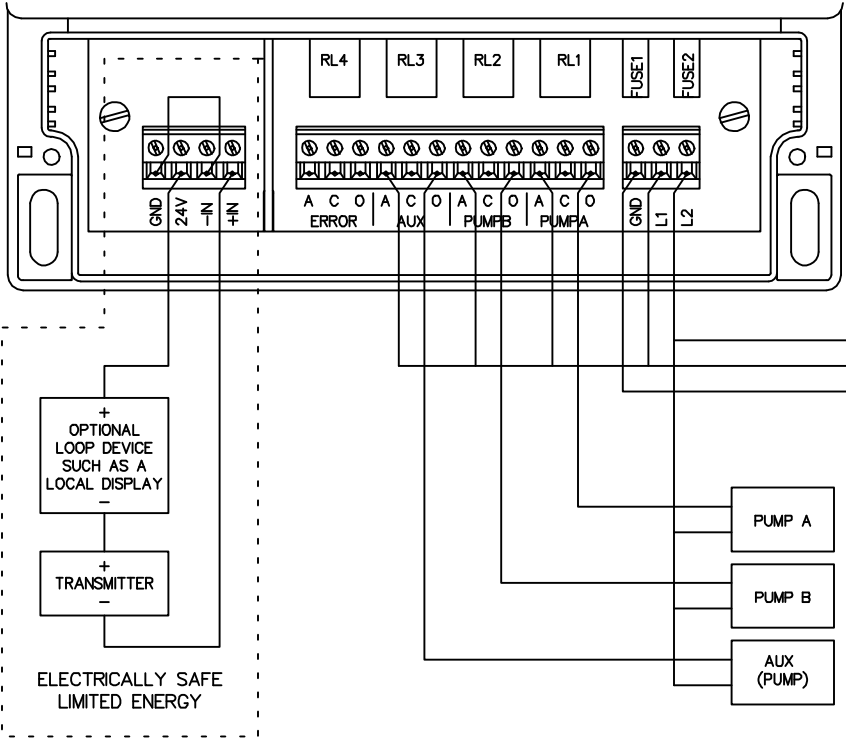 RL4 RL3 RL2 RL1 FUSE1 FUSE2
GND 24V -IN +IN
A C O A C O A C O A C O
ERROR AUX PUMPB PUMPA
GND L1 L2
+
OPTIONAL
LOOP DEVICE
SUCH AS A
LOCAL DISPLAY
-
+
TRANSMITTER
-
ELECTRICALLY SAFE
LIMITED ENERGY
PUMP A
PUMP B
AUX
(PUMP)